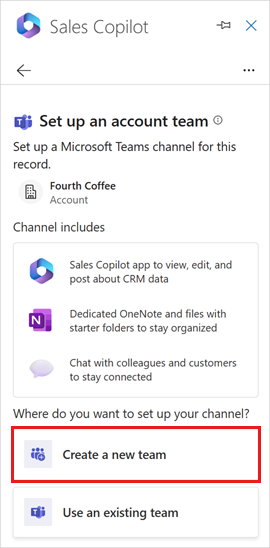 Sales Copilot
Set up an account team
Set up a Microsoft Teams channel for this
record.
Fourth Coffee
Account
Channel includes
Sales Copilot app to view, edit, and
post about CRM data
Dedicated OneNote and files with
starter folders to stay organized
Chat with colleagues and customers
to stay connected
Where do you want to set up your channel?
Create a new team
Use an existing team